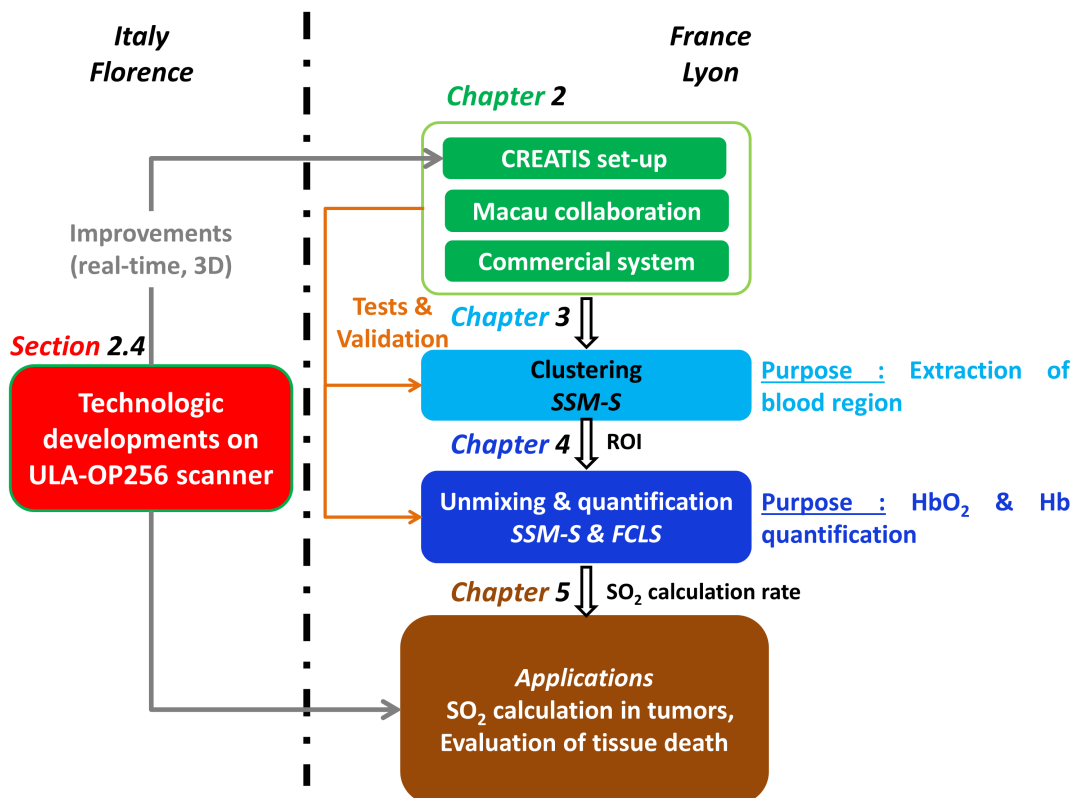 Italy
Florence
France
Lyon
Chapter 2
CREATIS set-up
Macau collaboration
Commercial system
Improvements
(real-time, 3D)
Tests &
Validation
Chapter 3
Section 2.4
Technologic
developments on
ULA-OP256 scanner
Clustering
SSM-S
Purpose : Extraction of
blood region
Chapter 4
ROI
Unmixing & quantification
SSM-S & FCLS
Purpose : HbO₂ & Hb
quantification
Chapter 5
SO₂ calculation rate
Applications
SO₂ calculation in tumors,
Evaluation of tissue death